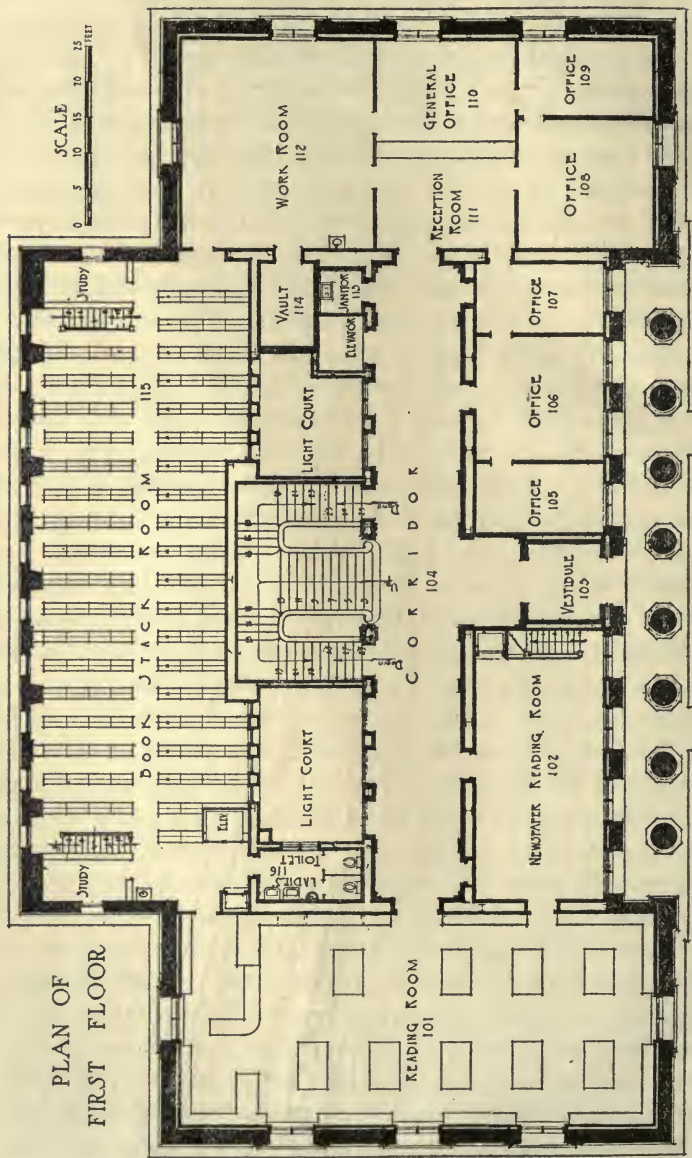 PLAN OF
FIRST FLOOR
SCALE
0 5 10 15 20 25 FEET
STUDY
STUDY
BOOK STACK ROOM 115
ELEV
LADIES
TOILET
116
LIGHT COURT
LIGHT COURT
VAULT
114
JANITOR
113
ELEVATOR
WORK ROOM
112
GENERAL
OFFICE
110
RECEPTION
ROOM
111
OFFICE
109
OFFICE
108
OFFICE
107
OFFICE
106
OFFICE
105
Down
Up
Down
CORRIDOR
104
VESTIBULE
103
NEWSPAPER READING ROOM
102
READING ROOM
101